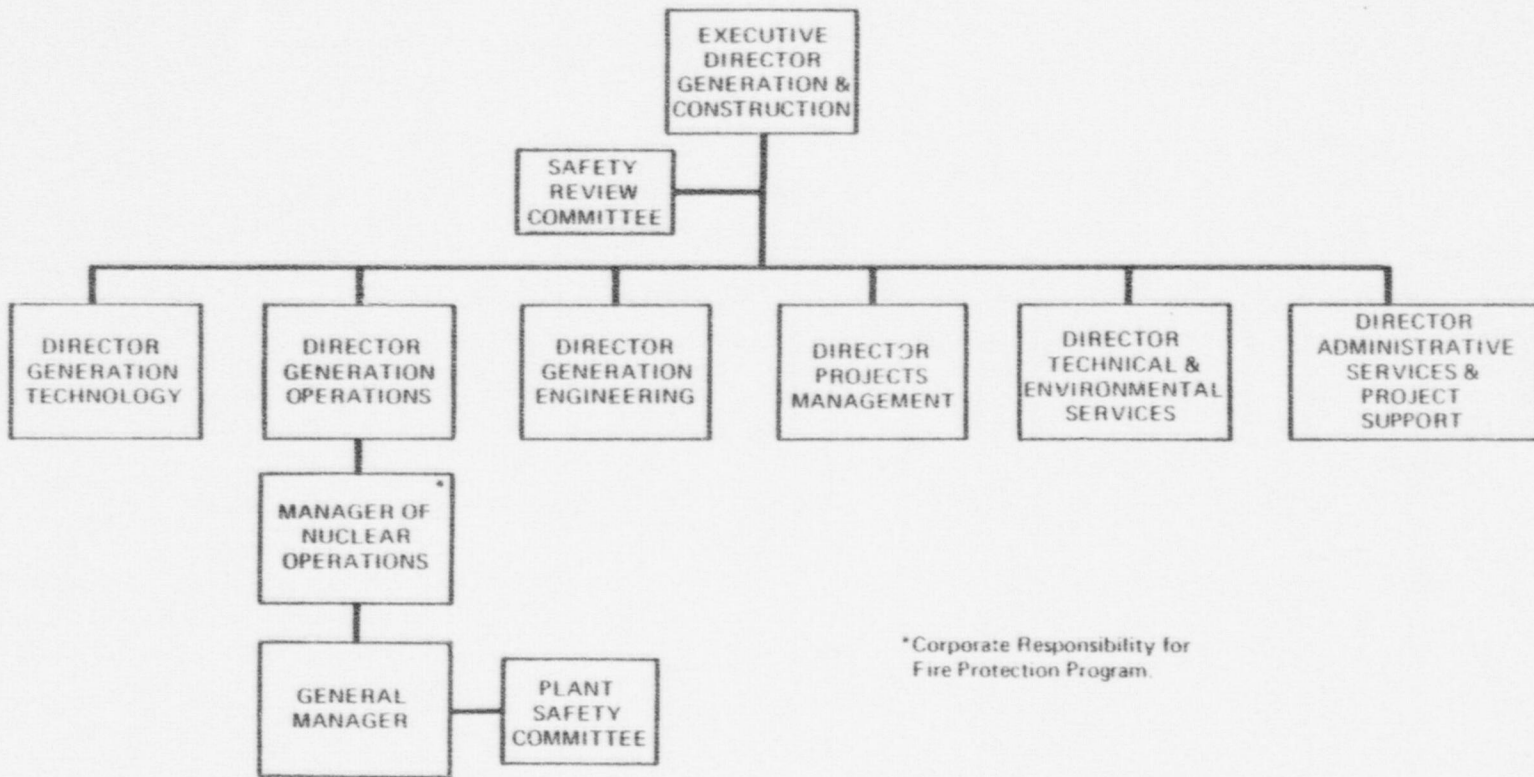 EXECUTIVE
DIRECTOR
GENERATION &
CONSTRUCTION
SAFETY
REVIEW
COMMITTEE
DIRECTOR
GENERATION
TECHNOLOGY
DIRECTOR
GENERATION
OPERATIONS
DIRECTOR
GENERATION
ENGINEERING
DIRECTOR
PROJECTS
MANAGEMENT
DIRECTOR
TECHNICAL &
ENVIRONMENTAL
SERVICES
DIRECTOR
ADMINISTRATIVE
SERVICES &
PROJECT
SUPPORT
*
MANAGER OF
NUCLEAR
OPERATIONS
GENERAL
MANAGER
PLANT
SAFETY
COMMITTEE
*Corporate Responsibility for
Fire Protection Program.